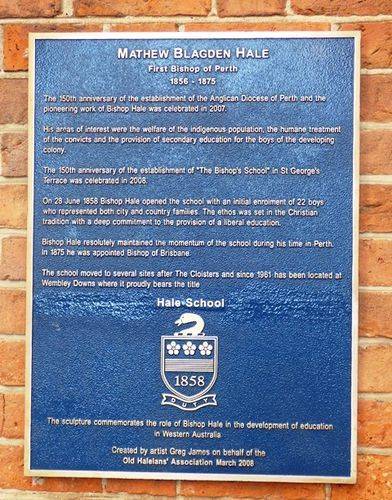 MATHEW BLAGDEN HALE
First Bishop of Perth
1856 - 1875
The 150th anniversary of the establishment of the Anglican Diocese of Perth and the
pioneering work of Bishop Hale was celebrated in 2007.
His areas of interest were the welfare of the indigenous population, the humane treatment
of the convicts and the provision of secondary education for the boys of the developing
colony.
The 150th anniversary of the establishment of "The Bishop's School" in St George's
Terrace was celebrated in 2008.
On 28 June 1858 Bishop Hale opened the school with an initial enrolment of 22 boys
who represented both city and country families. The ethos was set in the Christian
tradition with a deep commitment to the provision of a liberal education.
Bishop Hale resolutely maintained the momentum of the school during his time in Perth.
In 1875 he was appointed Bishop of Brisbane.
The school moved to several sites after The Cloisters and since 1961 has been located at
Wembley Downs where it proudly bears the title
Hale School
1858
DUTY
The sculpture commemorates the role of Bishop Hale in the development of education
in Western Australia
Created by artist Greg James on behalf of the
Old Haleians' Association March 2008